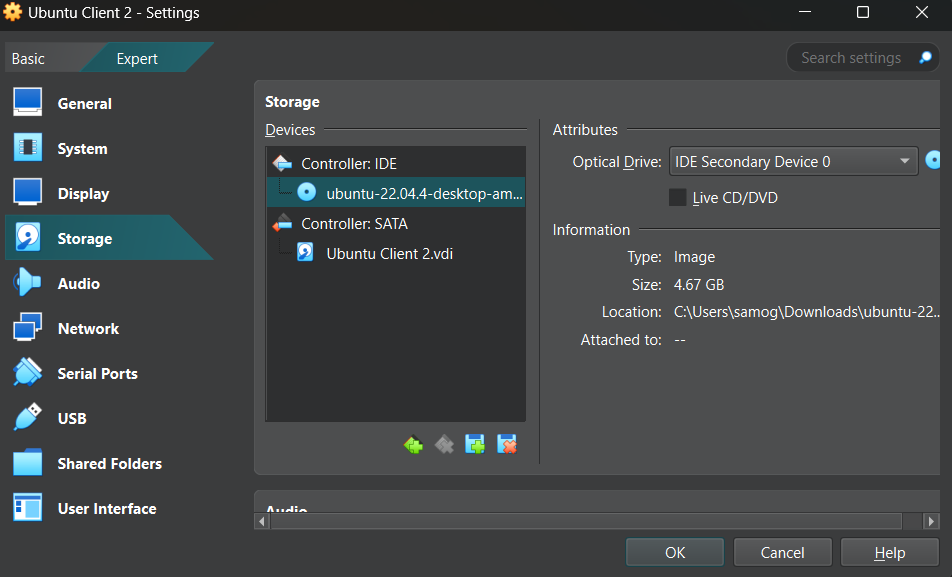 Ubuntu Client 2 - Settings
Basic
Expert
Search settings
General
System
Display
Storage
Audio
Network
Serial Ports
USB
Shared Folders
User Interface
Storage
Devices
Controller: IDE
ubuntu-22.04.4-desktop-am...
Controller: SATA
Ubuntu Client 2.vdi
Attributes
Optical Drive: IDE Secondary Device 0
Live CD/DVD
Information
Type: Image
Size: 4.67 GB
Location: C:\Users\samog\Downloads\ubuntu-22..
Attached to: --
Audio
OK
Cancel
Help